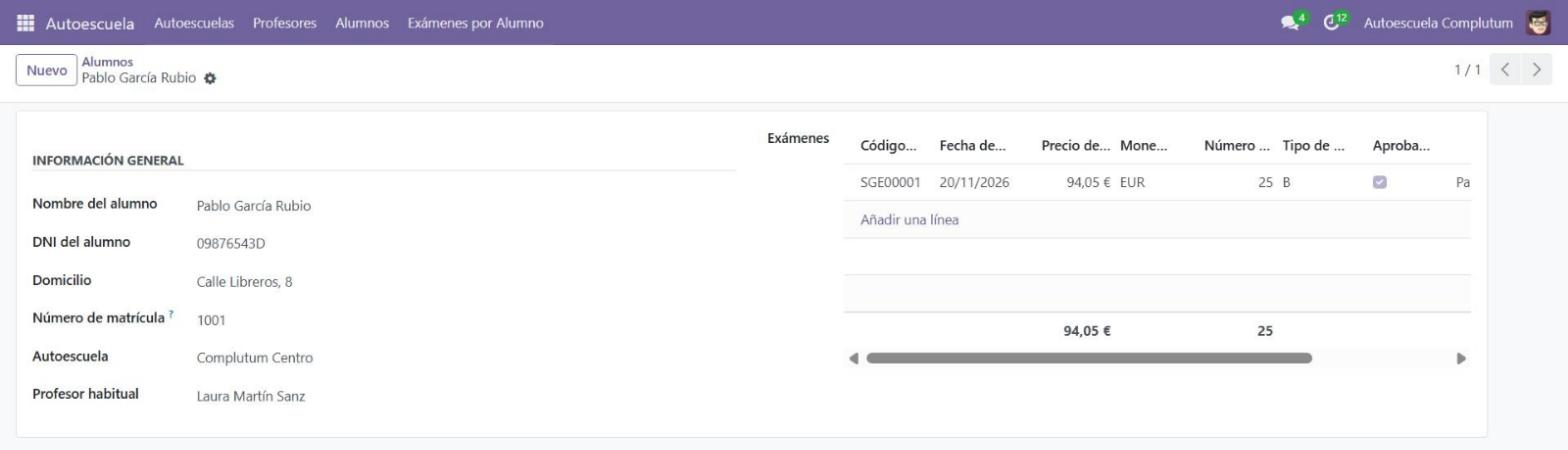 Autoescuela Autoescuelas Profesores Alumnos Exámenes por Alumno 4 12 Autoescuela Complutum
Nuevo Alumnos
Pablo García Rubio
1 / 1
INFORMACIÓN GENERAL
Nombre del alumno Pablo García Rubio
DNI del alumno 09876543D
Domicilio Calle Libreros, 8
Número de matrícula ? 1001
Autoescuela Complutum Centro
Profesor habitual Laura Martín Sanz
Exámenes
Código... Fecha de... Precio de... Mone... Número ... Tipo de ... Aproba...
SGE00001 20/11/2026 94,05 € EUR 25 B Pa
Añadir una línea
94,05 € 25